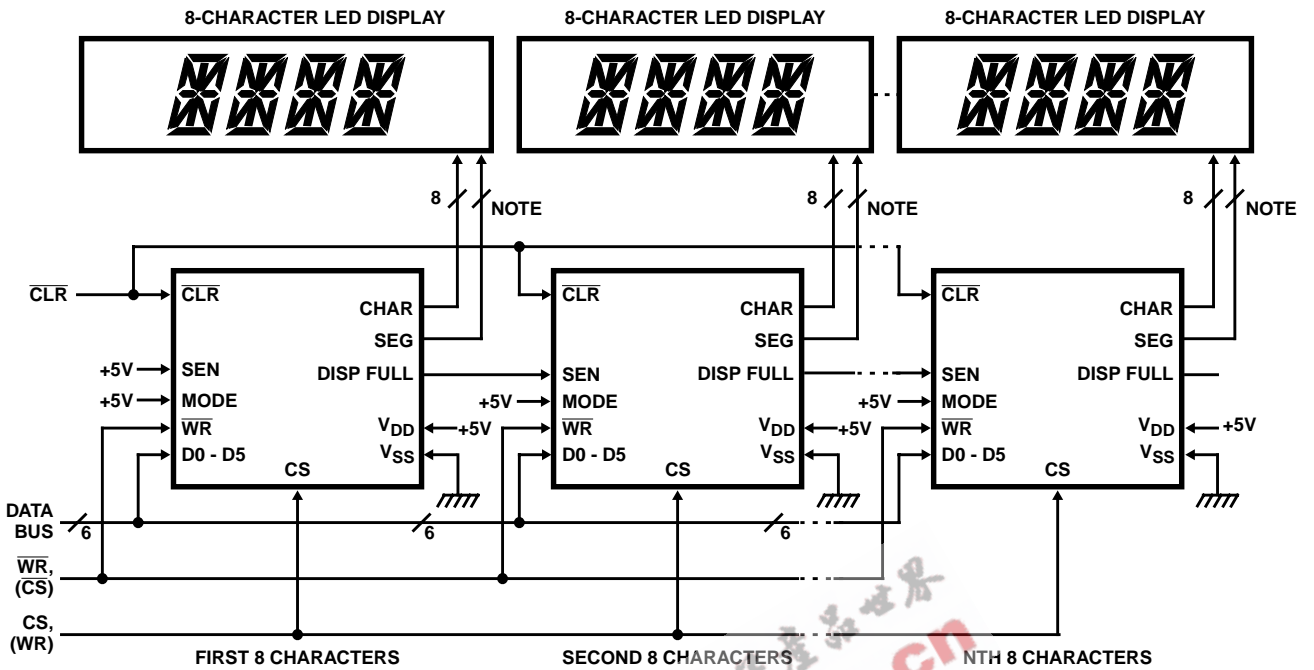 8-CHARACTER LED DISPLAY
8-CHARACTER LED DISPLAY
8-CHARACTER LED DISPLAY
8
NOTE
8
NOTE
8
NOTE
CLR
CLR
CHAR
SEG
+5V
SEN
DISP FULL
+5V
MODE
WR
VDD
+5V
D0 - D5
VSS
CS
CLR
CHAR
SEG
SEN
DISP FULL
+5V
MODE
WR
VDD
+5V
D0 - D5
VSS
CS
CLR
CHAR
SEG
SEN
DISP FULL
+5V
MODE
WR
VDD
+5V
D0 - D5
VSS
CS
DATA
BUS
6
6
6
WR,
(CS)
CS,
(WR)
FIRST 8 CHARACTERS
SECOND 8 CHARACTERS
NTH 8 CHARACTERS
世界
cn